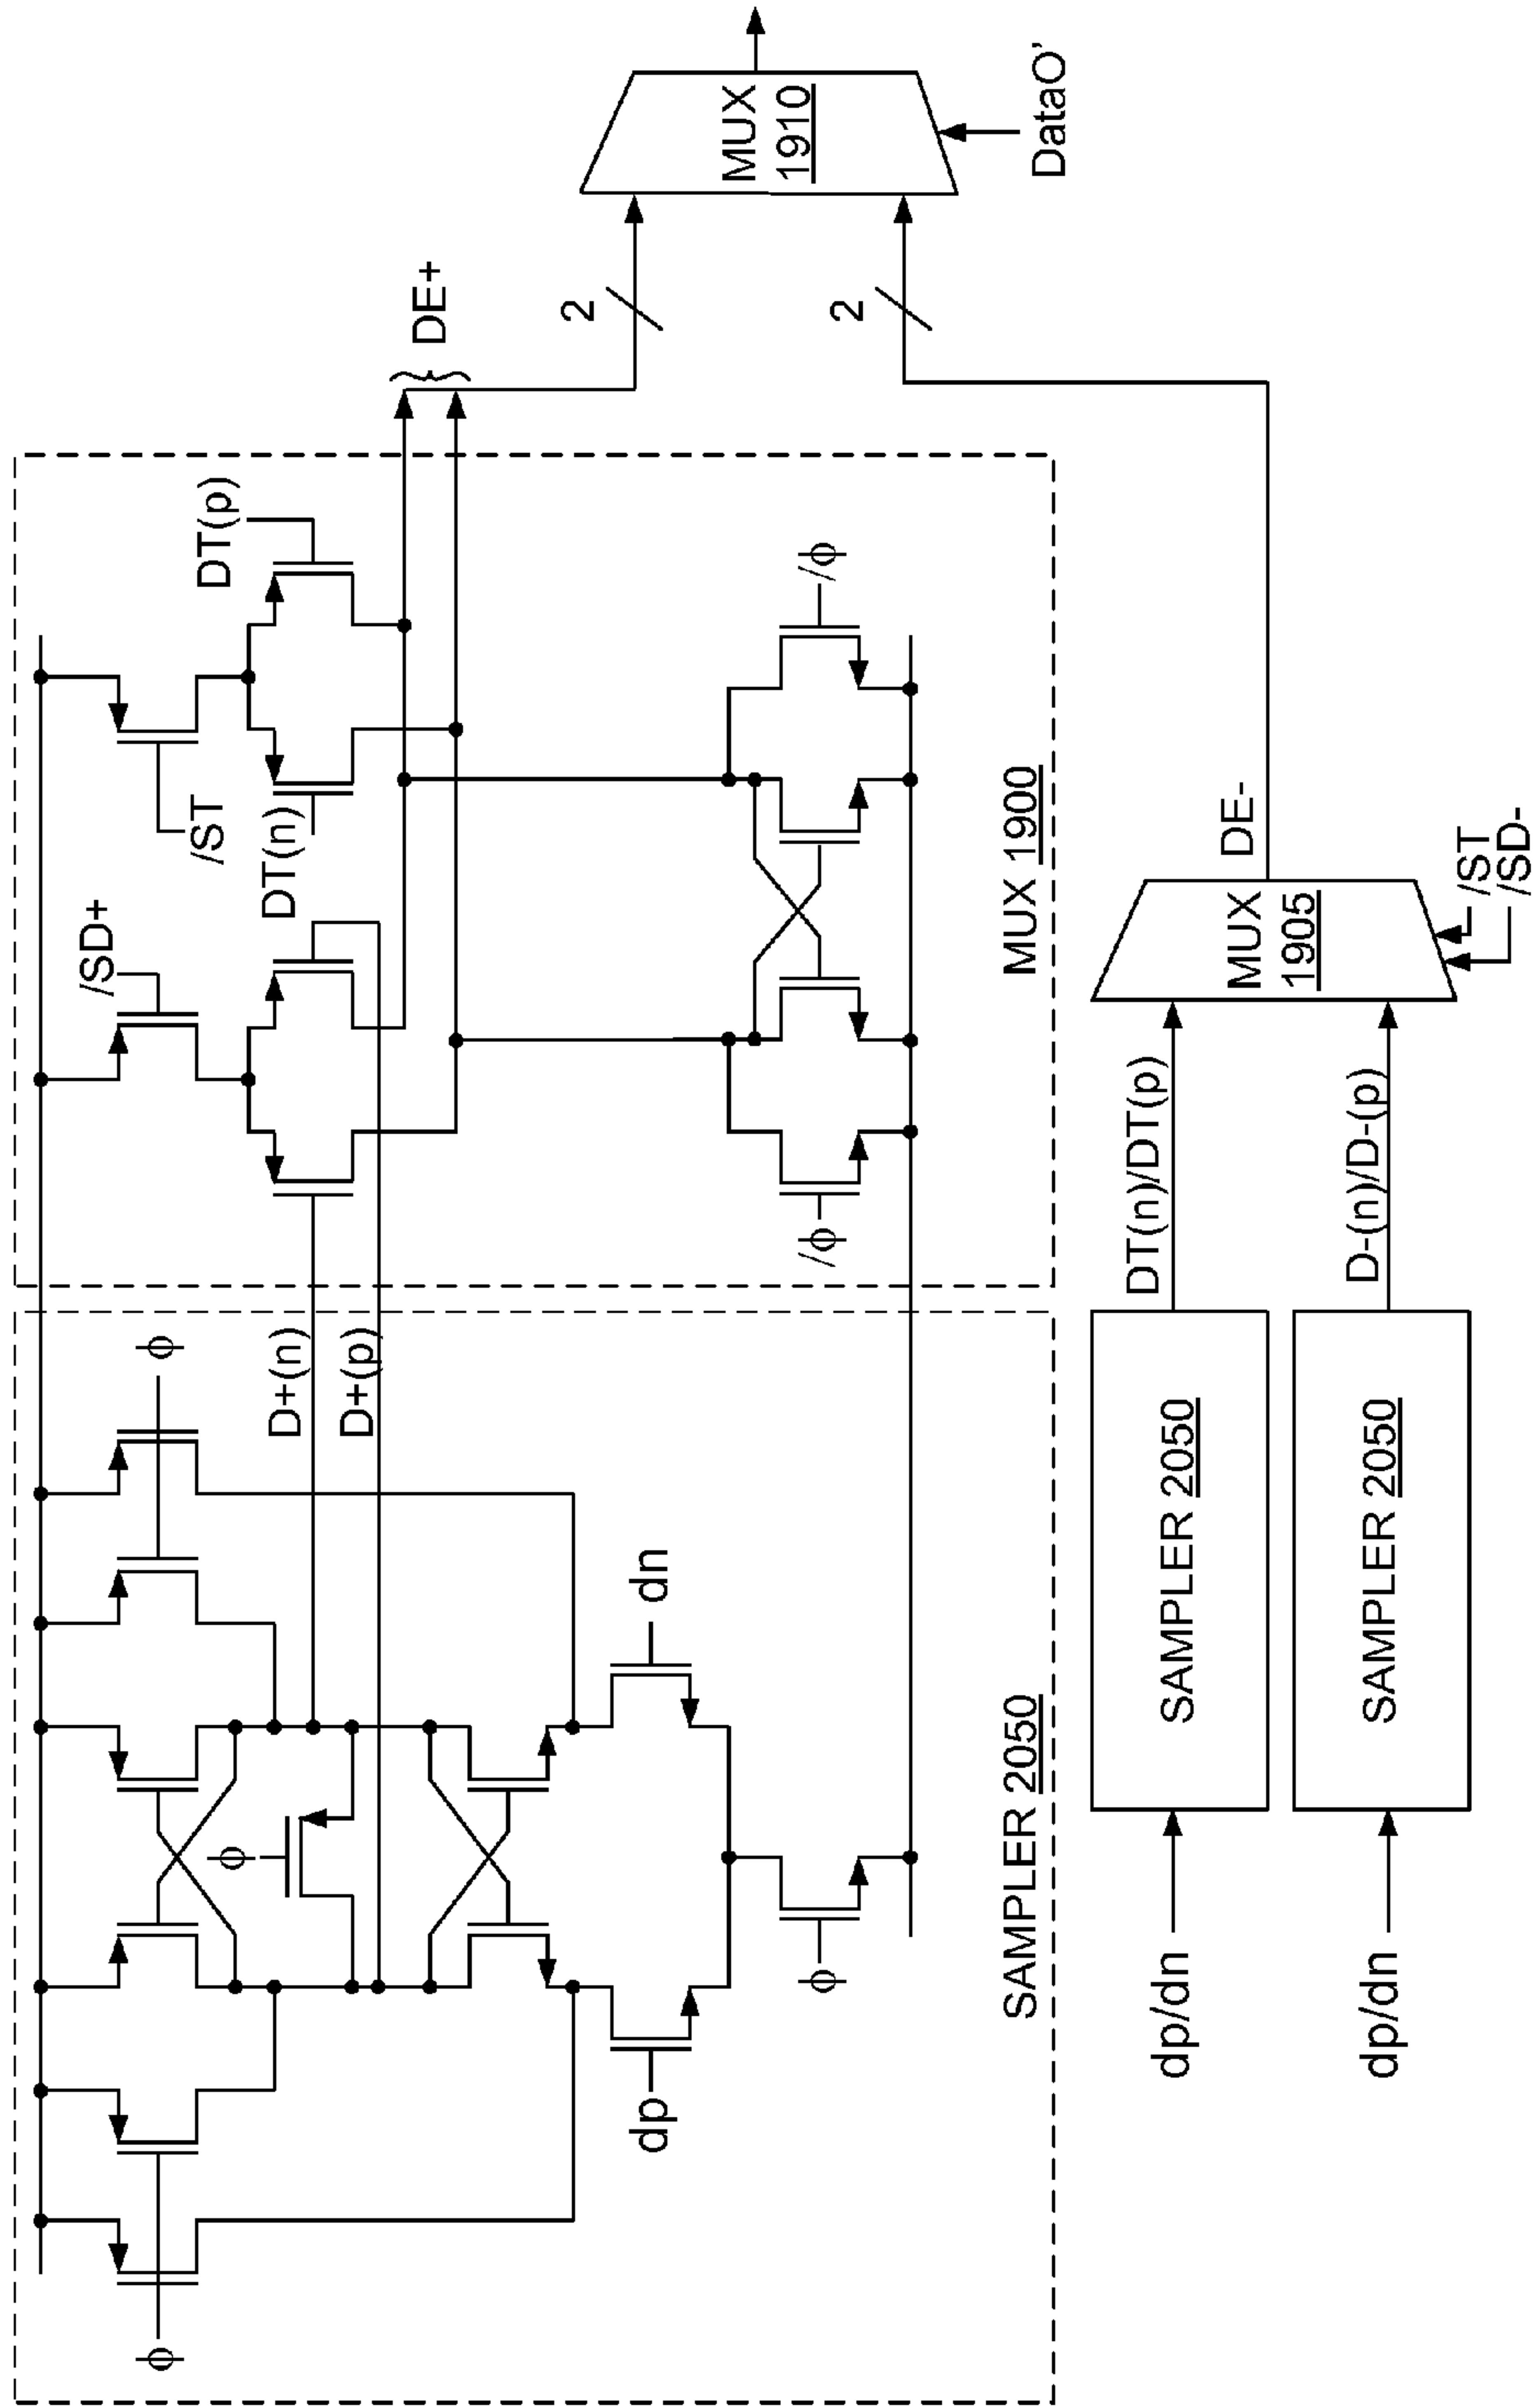 ϕ
ϕ
ϕ
dp
dn
ϕ
D+(n)
D+(p)
SAMPLER 2050
/SD+
/ST
DT(n)
DT(p)
/ϕ
/ϕ
MUX 1900
DE+
2
2
MUX
1910
DataO'
dp/dn
SAMPLER 2050
DT(n)/DT(p)
dp/dn
SAMPLER 2050
D-(n)/D-(p)
MUX
1905
DE-
/ST
/SD-